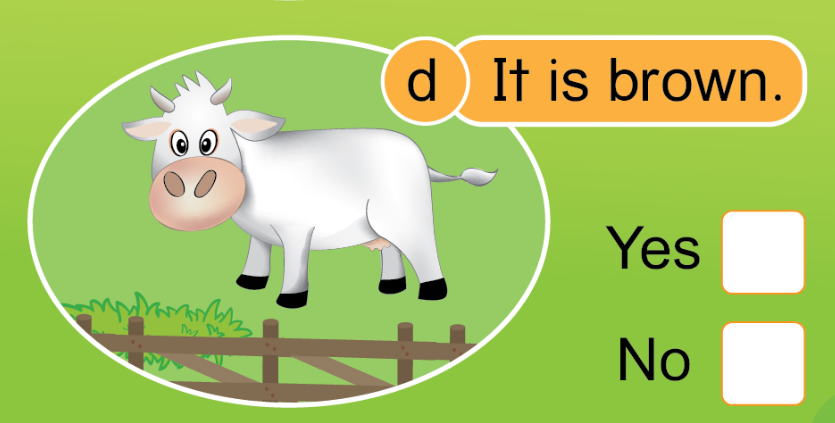 d It is brown.
Yes
No